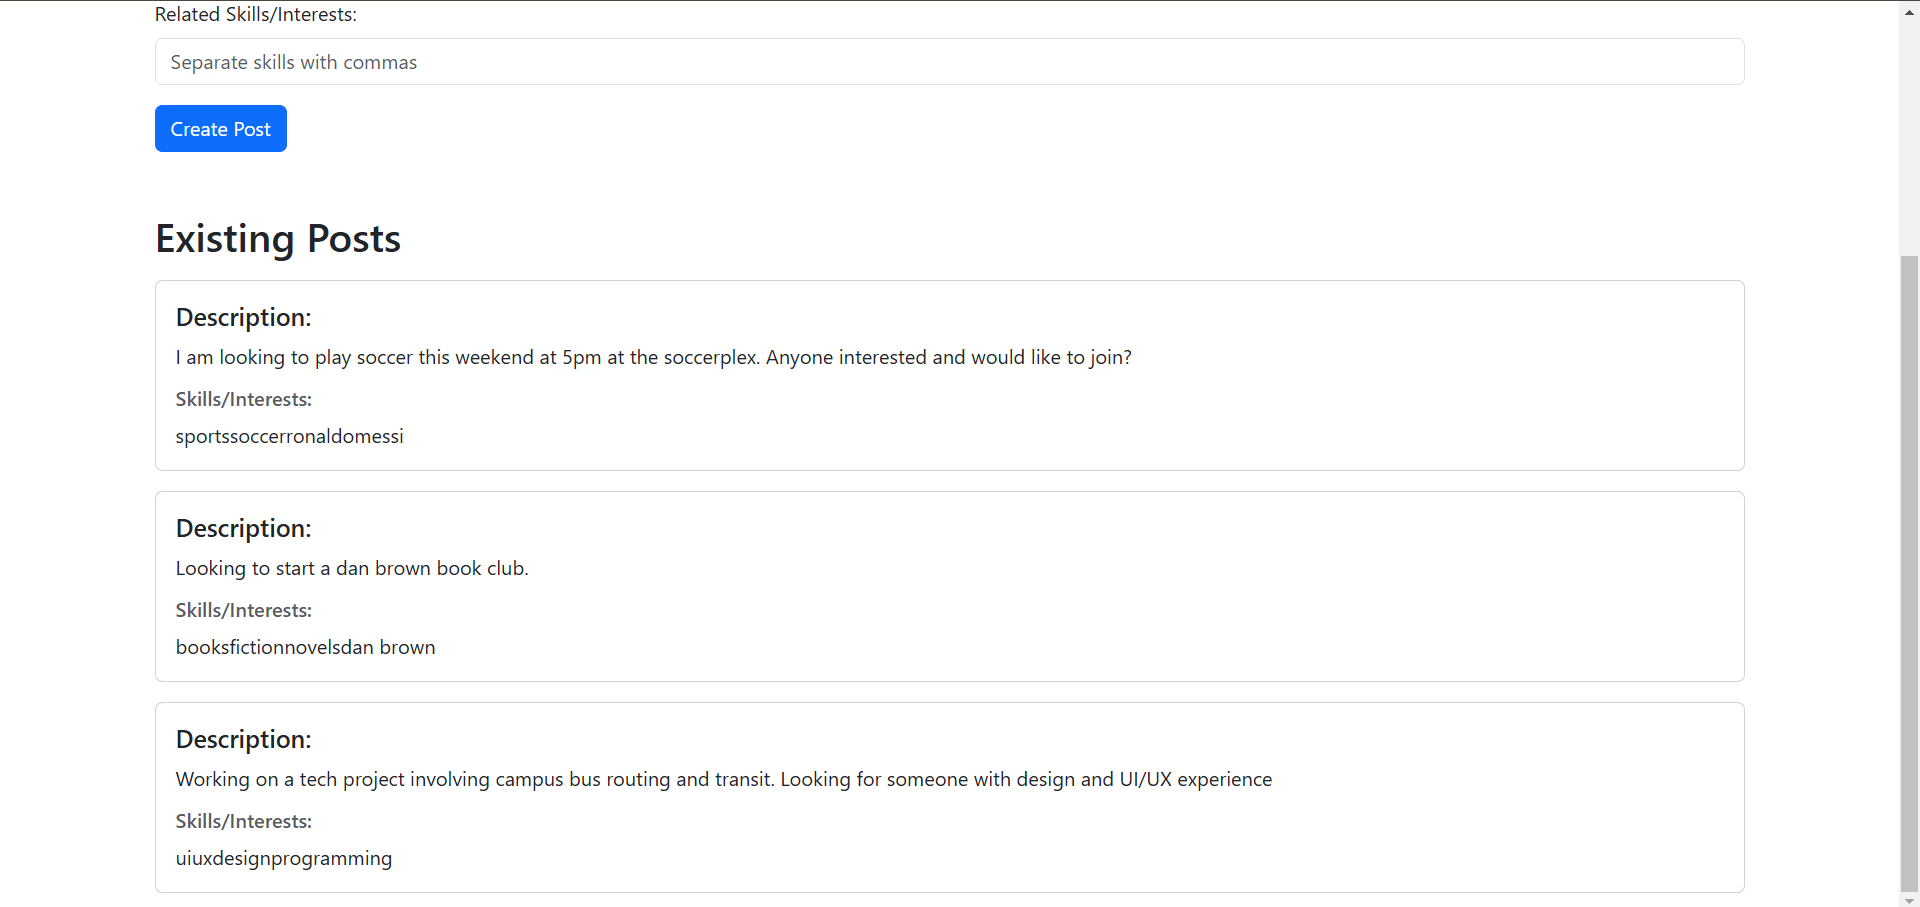 Related Skills/Interests:
Separate skills with commas
Create Post
Existing Posts
Description:
I am looking to play soccer this weekend at 5pm at the soccerplex. Anyone interested and would like to join?
Skills/Interests:
sportssoccerronaldomessi
Description:
Looking to start a dan brown book club.
Skills/Interests:
booksfictionnovelsdan brown
Description:
Working on a tech project involving campus bus routing and transit. Looking for someone with design and UI/UX experience
Skills/Interests:
uiuxdesignprogramming